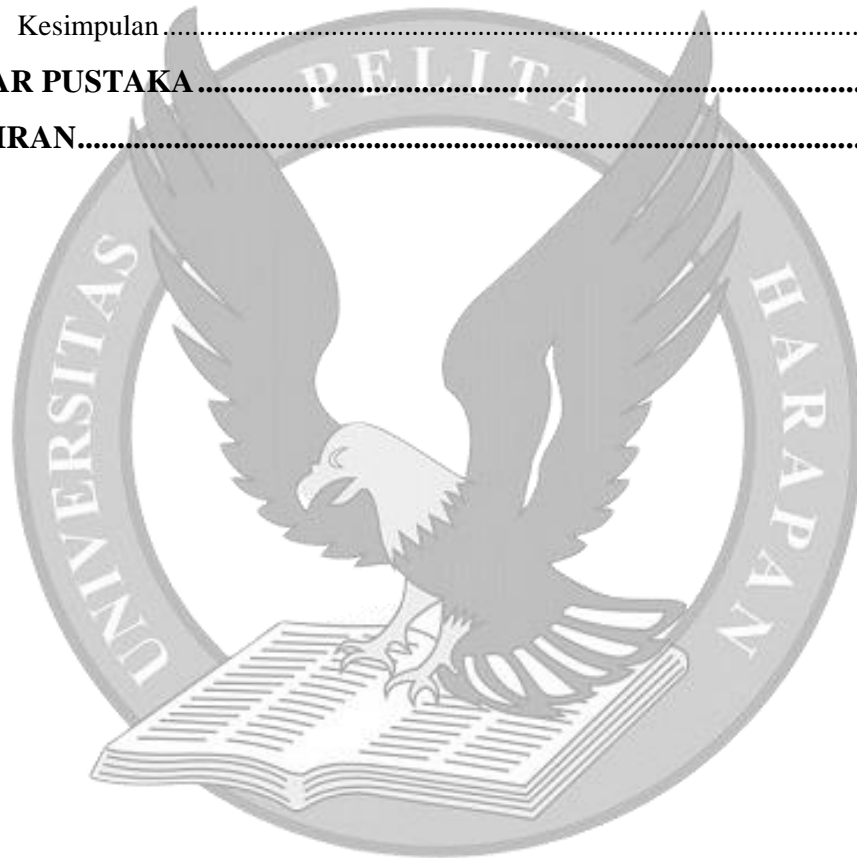 Kesimpulan................................................................................
AR PUSTAKA................................................................................
IRAN................................................................................
UNIVERSITAS PELITA HARAPAN